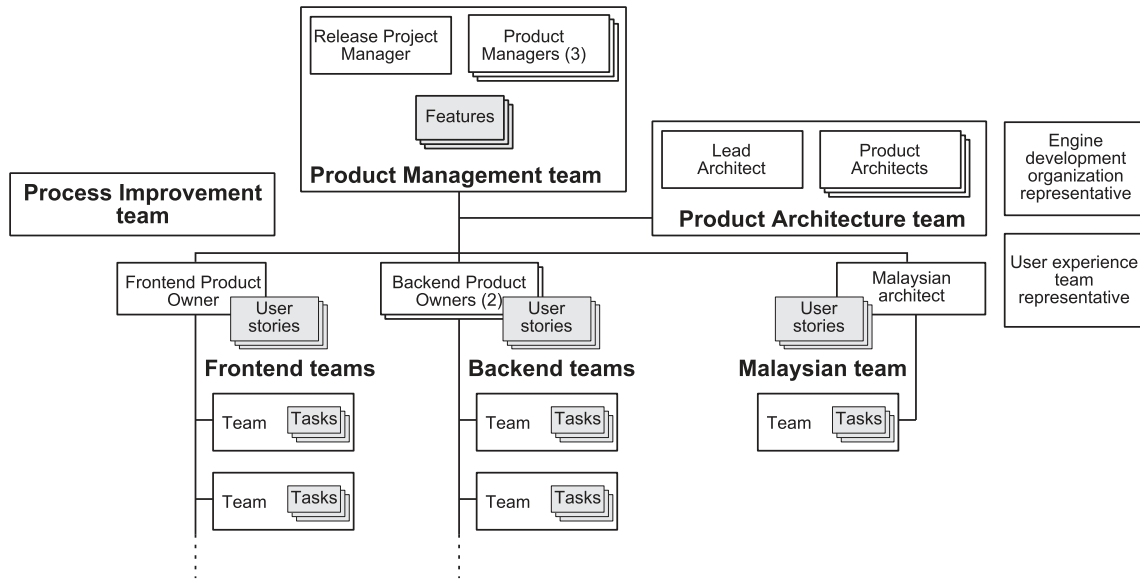 Release Project
Manager
Product
Managers (3)
Features
Product Management team
Process Improvement
team
Lead
Architect
Product
Architects
Product Architecture team
Engine
development
organization
representative
User experience
team
representative
Frontend Product
Owner
User
stories
Frontend teams
Team
Tasks
Team
Tasks
Backend Product
Owners (2)
User
stories
Backend teams
Team
Tasks
Team
Tasks
Malaysian
architect
User
stories
Malaysian team
Team
Tasks